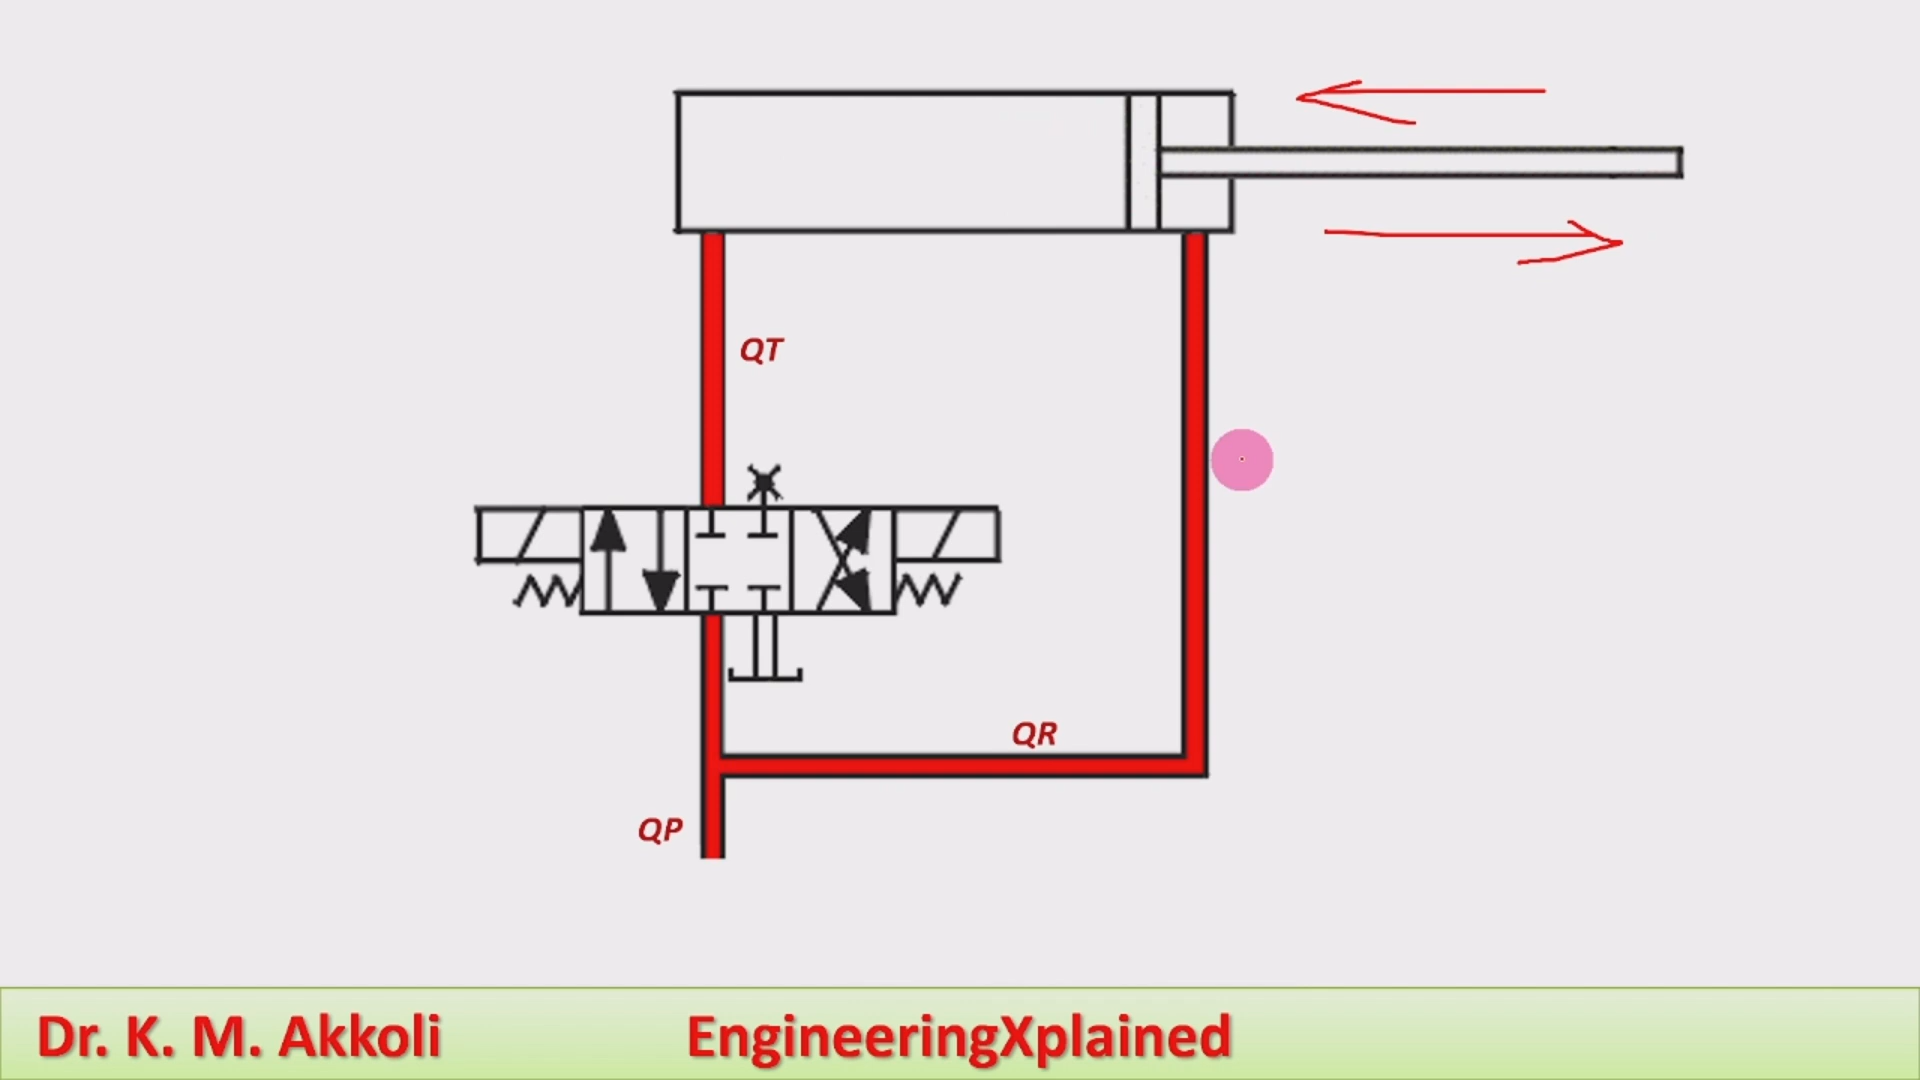 QT
QR
QP
Dr. K. M. Akkoli
EngineeringXplained